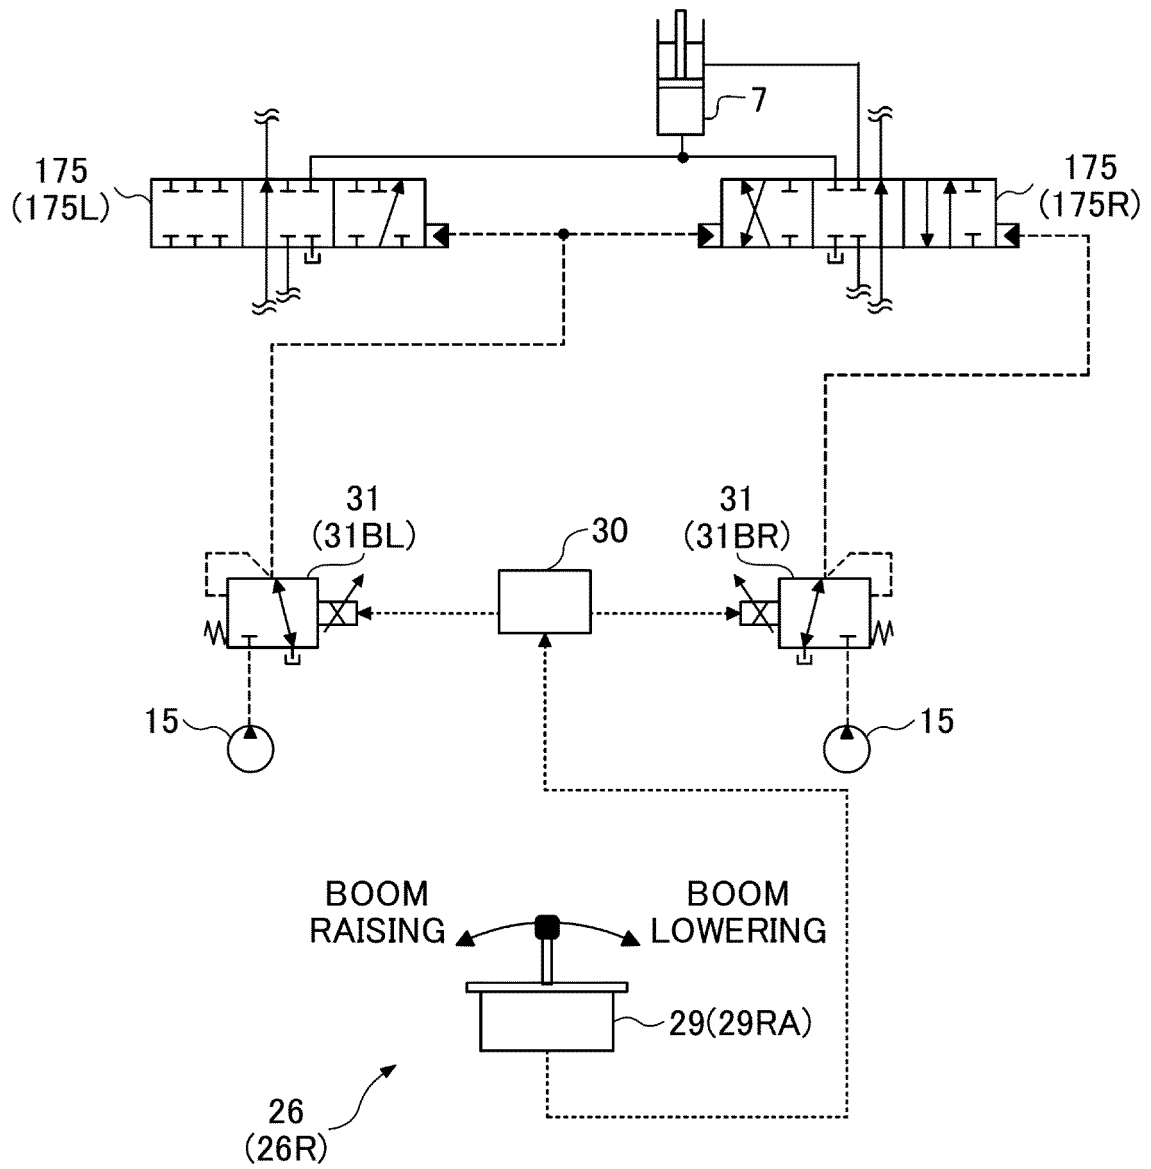 7
175
(175L)
175
(175R)
31
(31BL)
30
31
(31BR)
15
15
BOOM
RAISING
BOOM
LOWERING
29(29RA)
26
(26R)